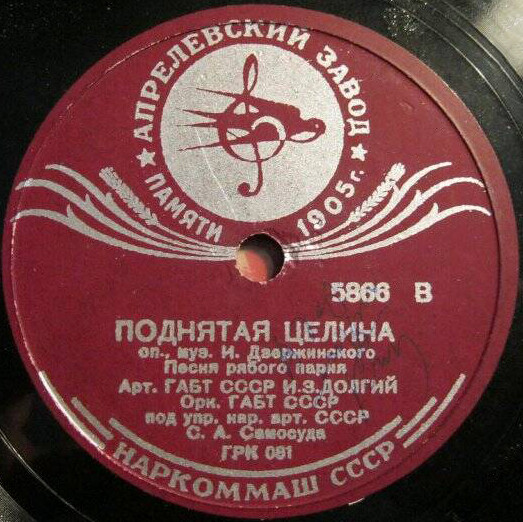 ★ АПРЕЛЕВСКИЙ ЗАВОД ★
ПАМЯТИ 1905 г.
5866 В
ПОДНЯТАЯ ЦЕЛИНА
оп., муз. И. Дзержинского
Песня рябого парня
Арт. ГАБТ СССР И.З.ДОЛГИЙ
Орк. ГАБТ СССР
под упр. нар. арт. СССР
С. А. Самосуда
ГРК 081
НАРКОММАШ СССР